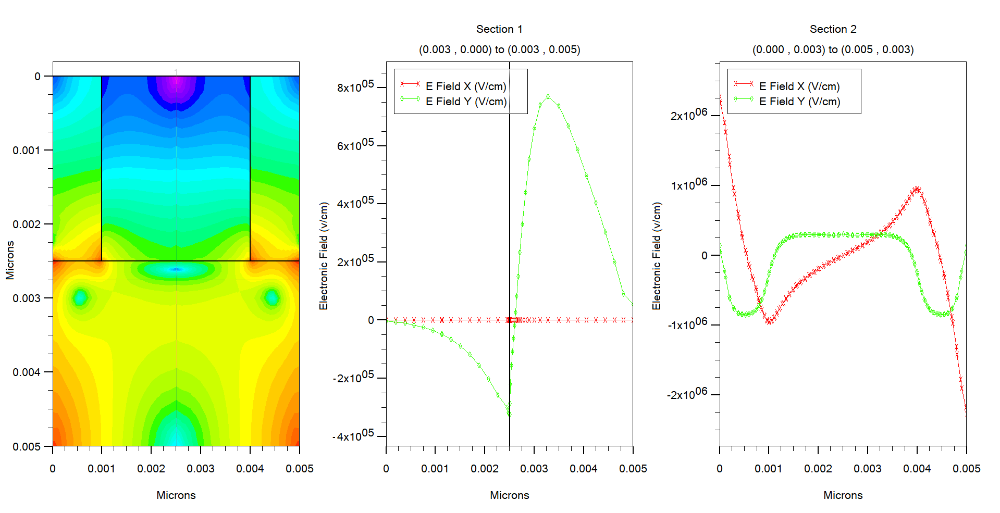 1
0
0.001
0.002
0.003
0.004
0.005
Microns
0 0.001 0.002 0.003 0.004 0.005
Microns
Section 1
(0.003 , 0.000) to (0.003 , 0.005)
E Field X (V/cm)
E Field Y (V/cm)
8x10^05
6x10^05
4x10^05
2x10^05
0
-2x10^05
-4x10^05
Electronic Field (v/cm)
0 0.001 0.002 0.003 0.004 0.005
Microns
Section 2
(0.000 , 0.003) to (0.005 , 0.003)
E Field X (V/cm)
E Field Y (V/cm)
2x10^06
1x10^06
0
-1x10^06
-2x10^06
Electronic Field (v/cm)
0 0.001 0.002 0.003 0.004 0.005
Microns